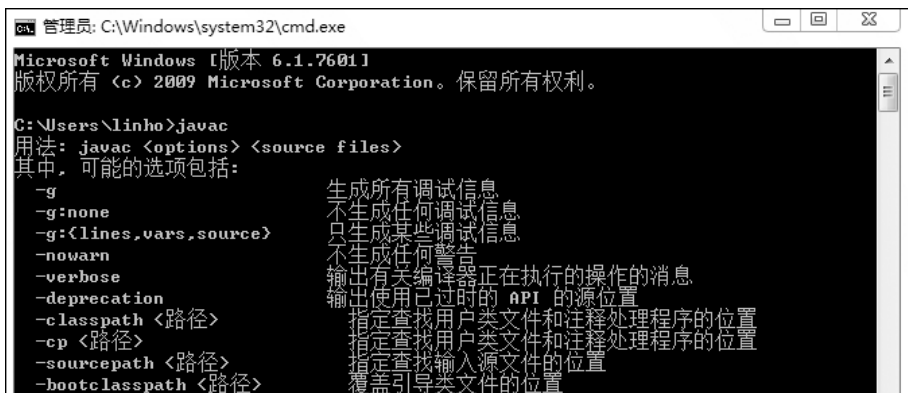 管理员: C:\Windows\system32\cmd.exe
Microsoft Windows [版本 6.1.7601]
版权所有 (c) 2009 Microsoft Corporation。保留所有权利。
C:\Users\linho>javac
用法: javac <options> <source files>
其中, 可能的选项包括:
-g 生成所有调试信息
-g:none 不生成任何调试信息
-g:{lines,vars,source} 只生成某些调试信息
-nowarn 不生成任何警告
-verbose 输出有关编译器正在执行的操作的消息
-deprecation 输出使用已过时的 API 的源位置
-classpath <路径> 指定查找用户类文件和注释处理程序的位置
-cp <路径> 指定查找用户类文件和注释处理程序的位置
-sourcepath <路径> 指定查找输入源文件的位置
-bootclasspath <路径> 覆盖引导类文件的位置